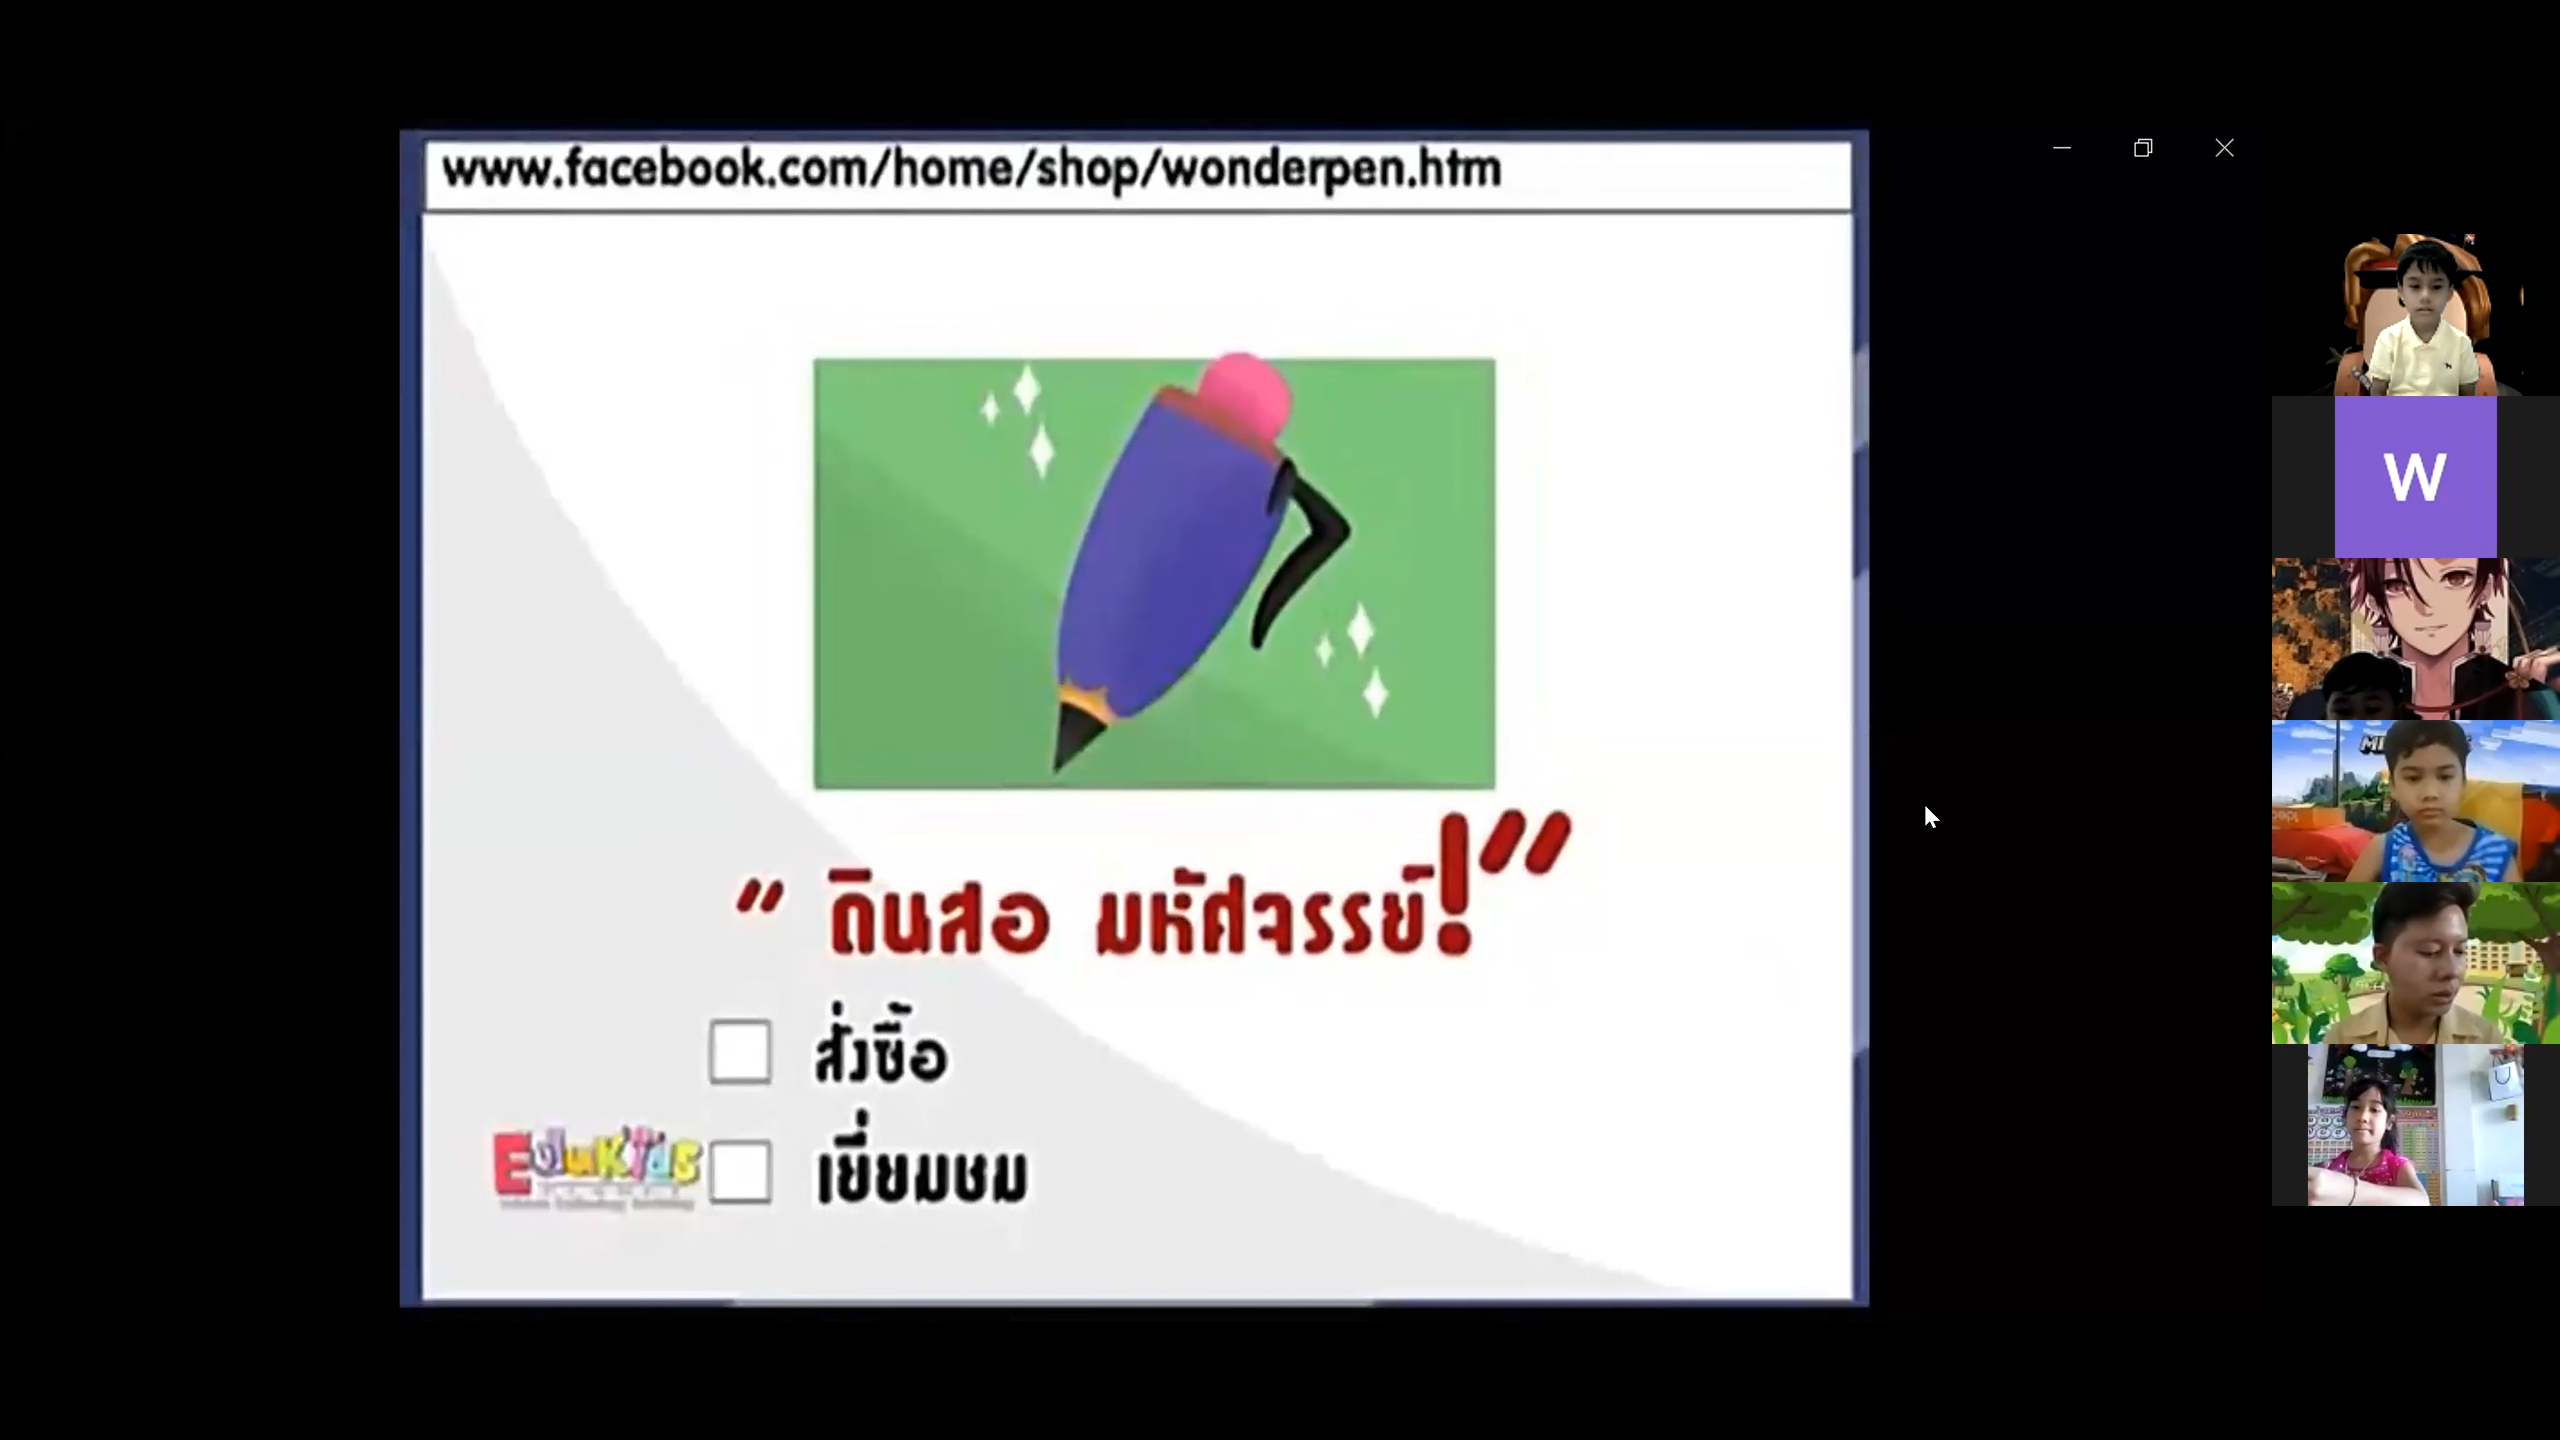 www.facebook.com/home/shop/wonderpen.htm
" ดินสอ มหัศจรรย์!"
สั่งซื้อ
เยี่ยมชม
EduKids
W